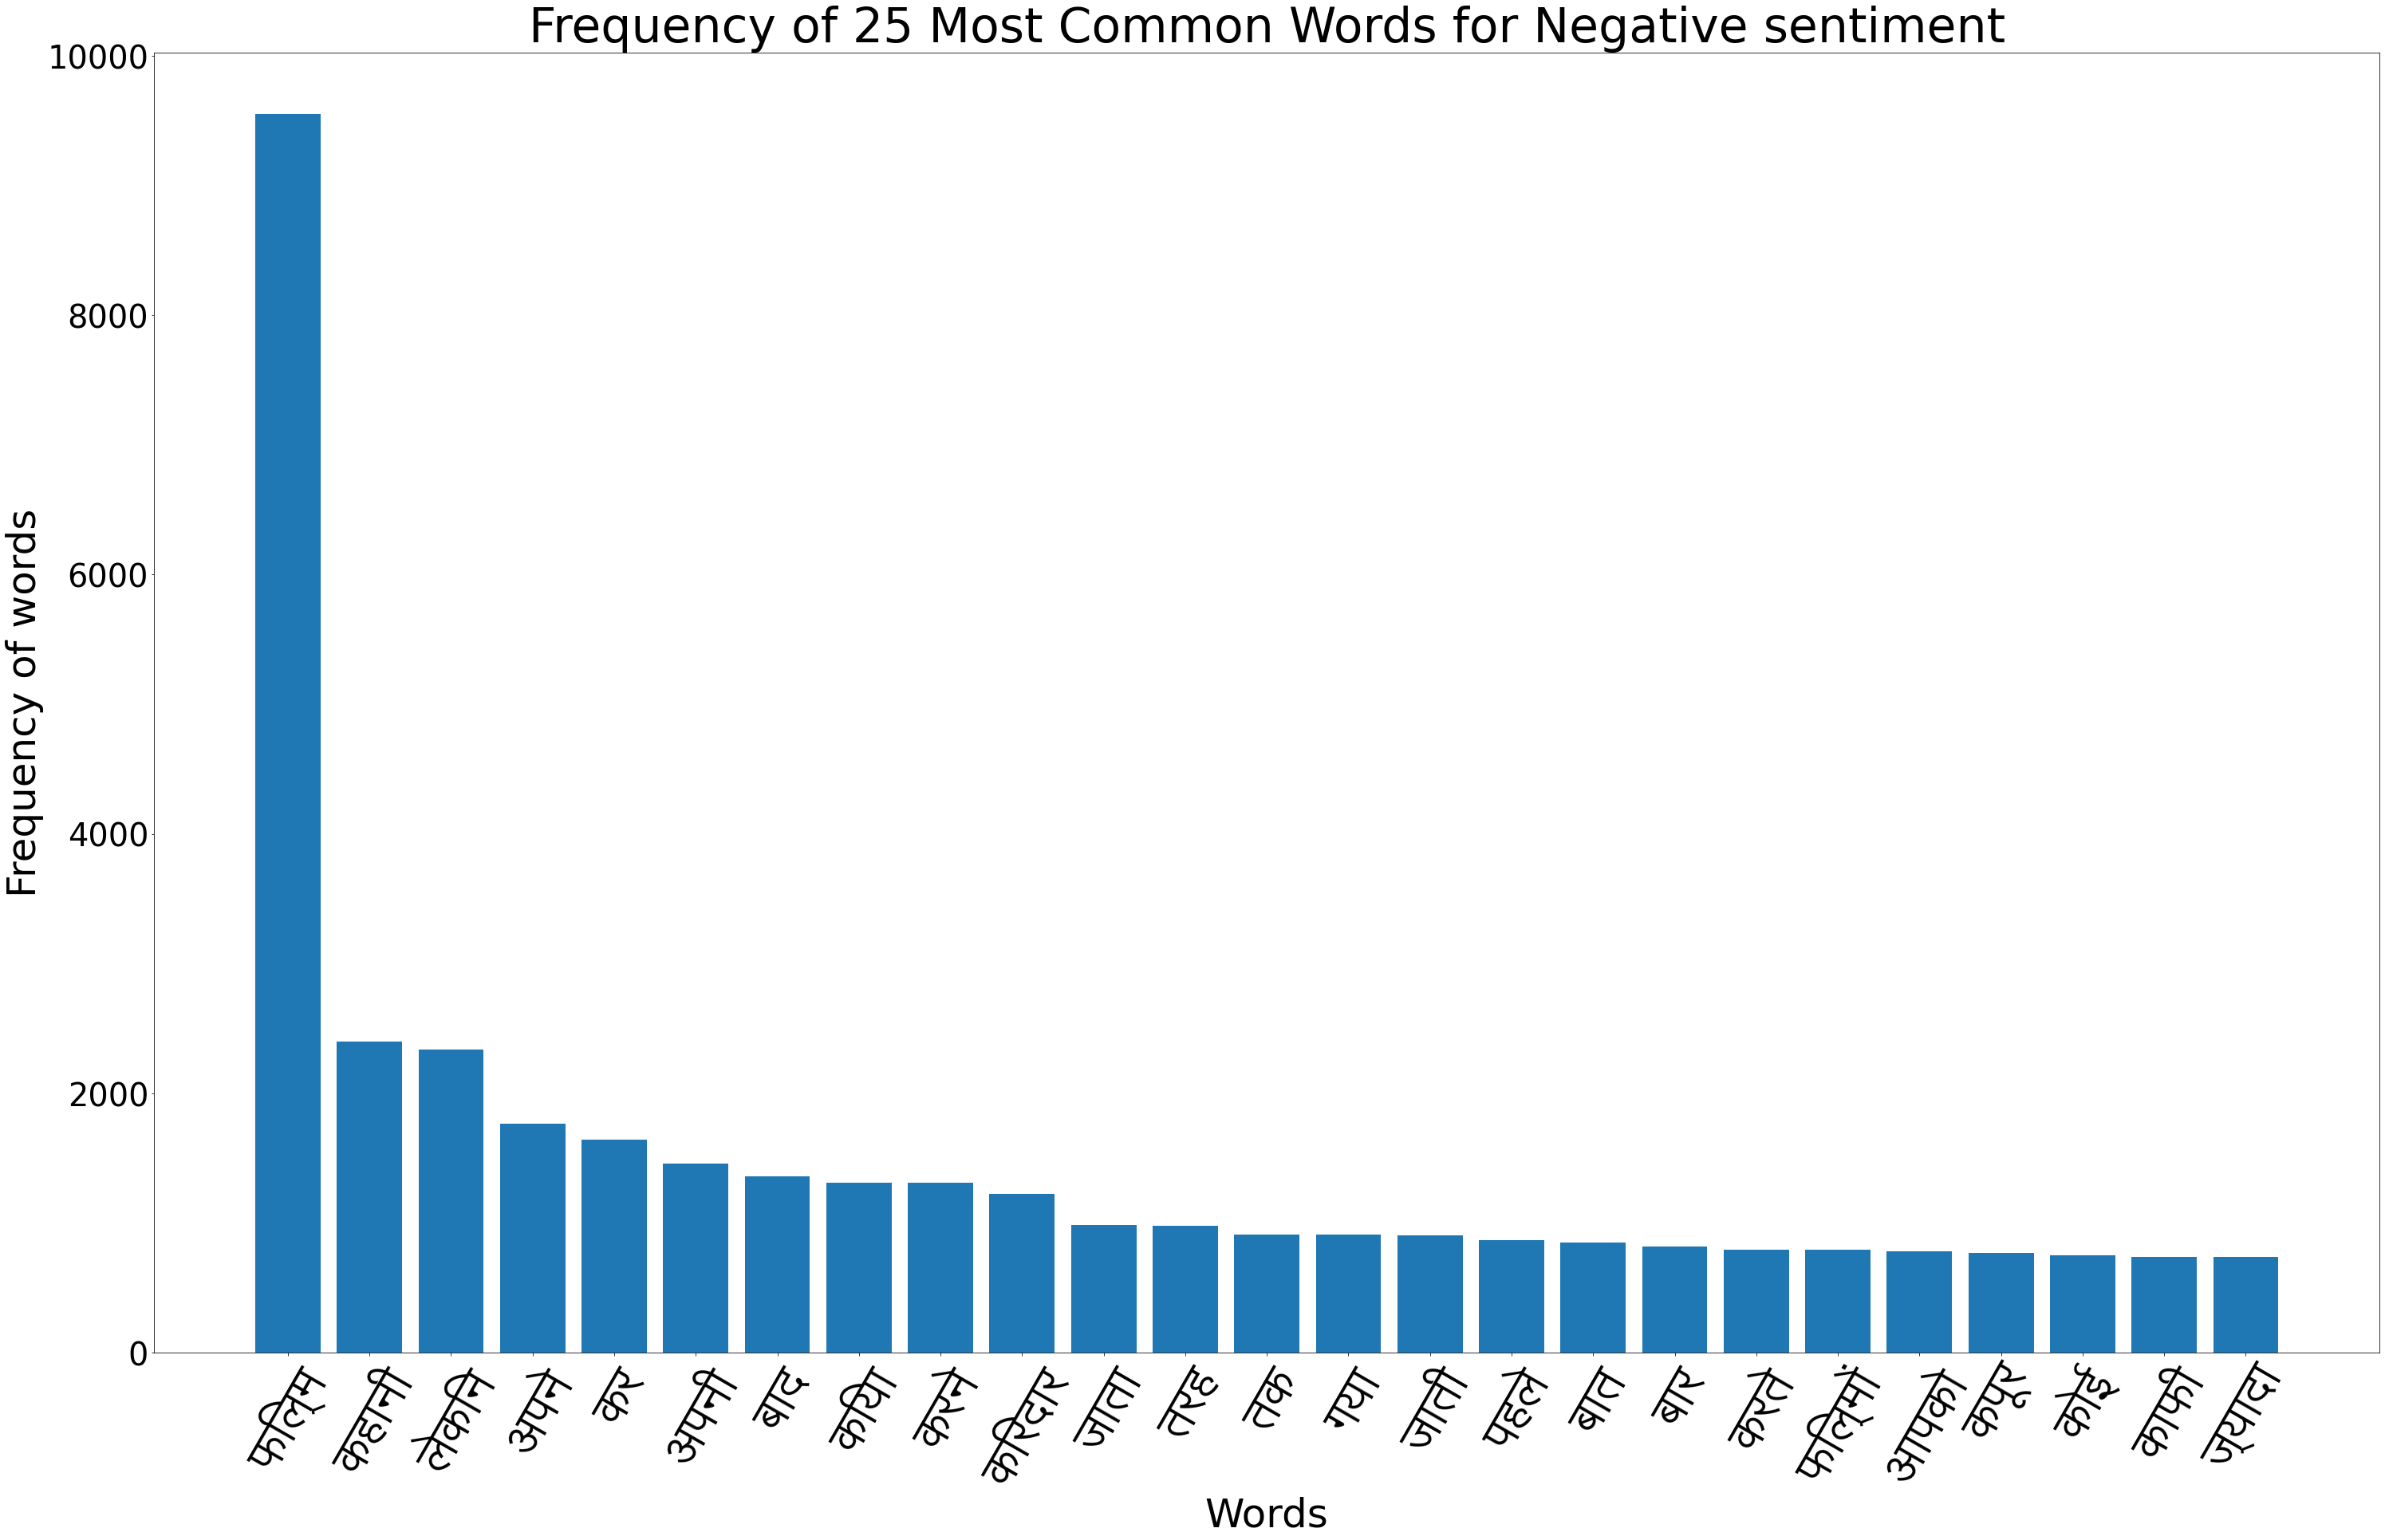 Frequency of 25 Most Common Words for Negative sentiment
10000
8000
6000
4000
2000
0
Frequency of words
फिल्म
कहानी
लेकिन
अपने
कर
अपनी
बाद
किया
करने
किरदार
जाता
तरह
तक
गया
जाती
पहले
बात
बार
करते
फिल्मों
आपको
कपूर
कोई
काफी
ज्यादा
Words